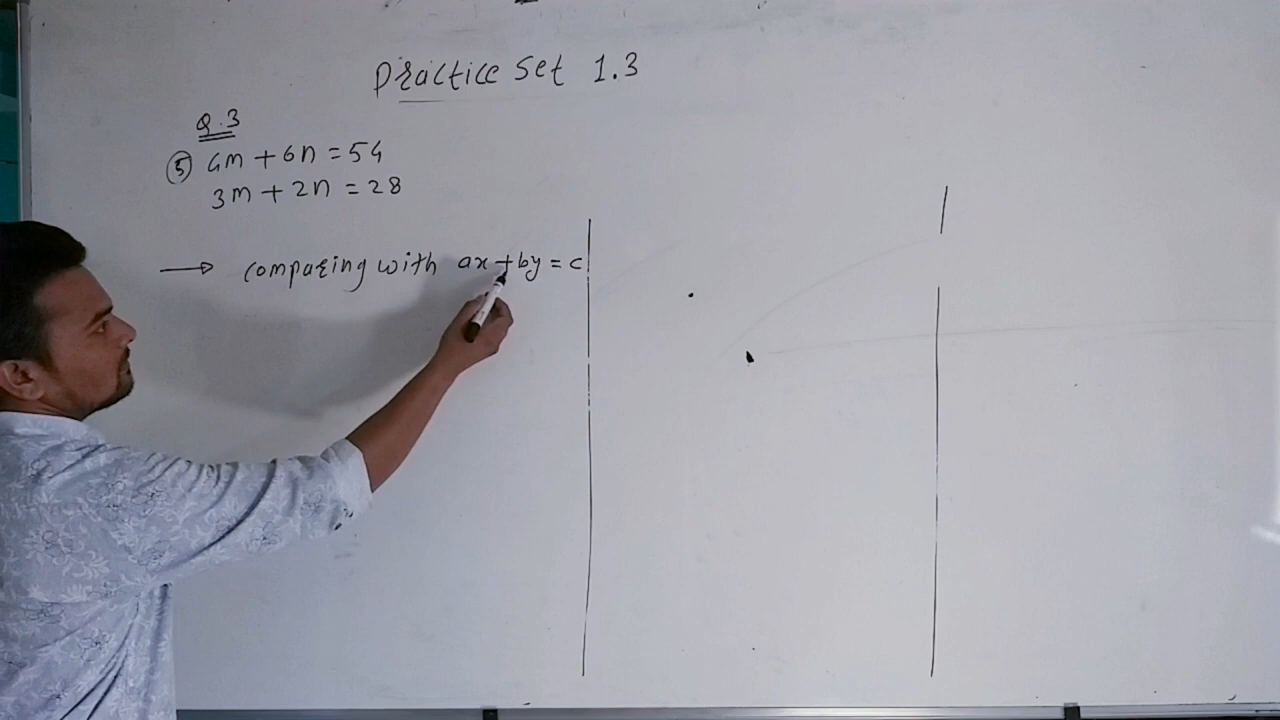 Practice Set 1.3
Q.3
⑤ 4m + 6n = 54
3m + 2n = 28
→ comparing with ax + by = c